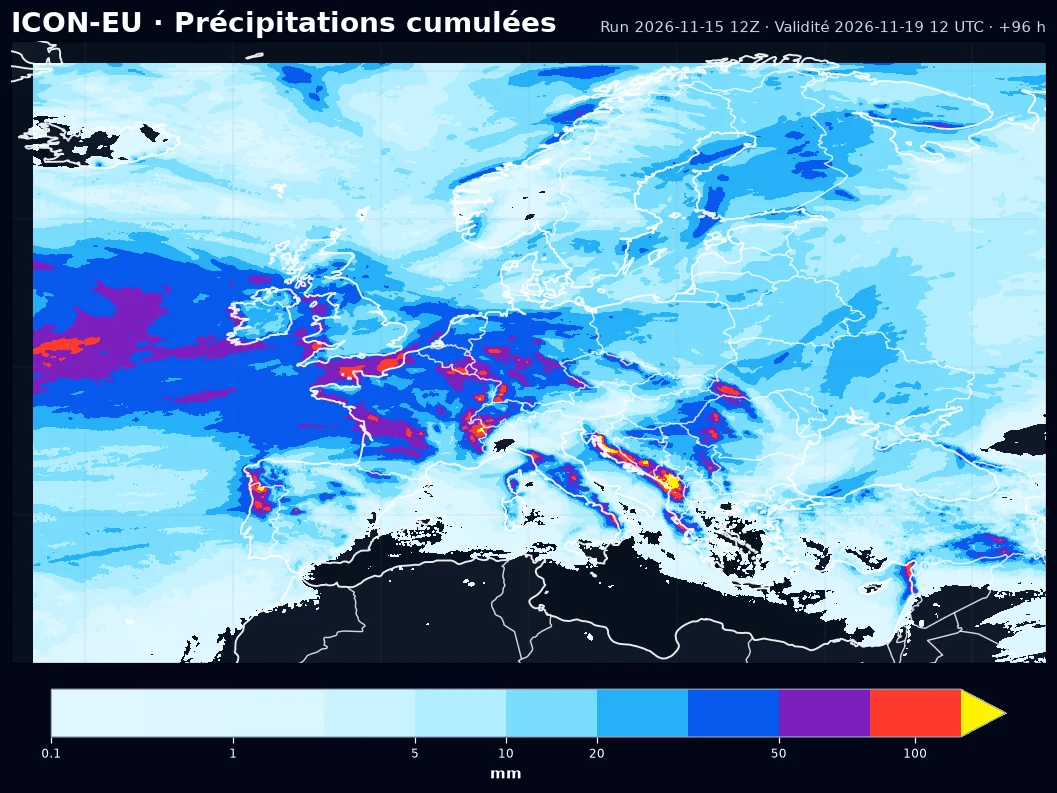 ICON-EU · Précipitations cumulées
Run 2026-11-15 12Z · Validité 2026-11-19 12 UTC · +96 h
0.1 1 5 10 20 50 100
mm